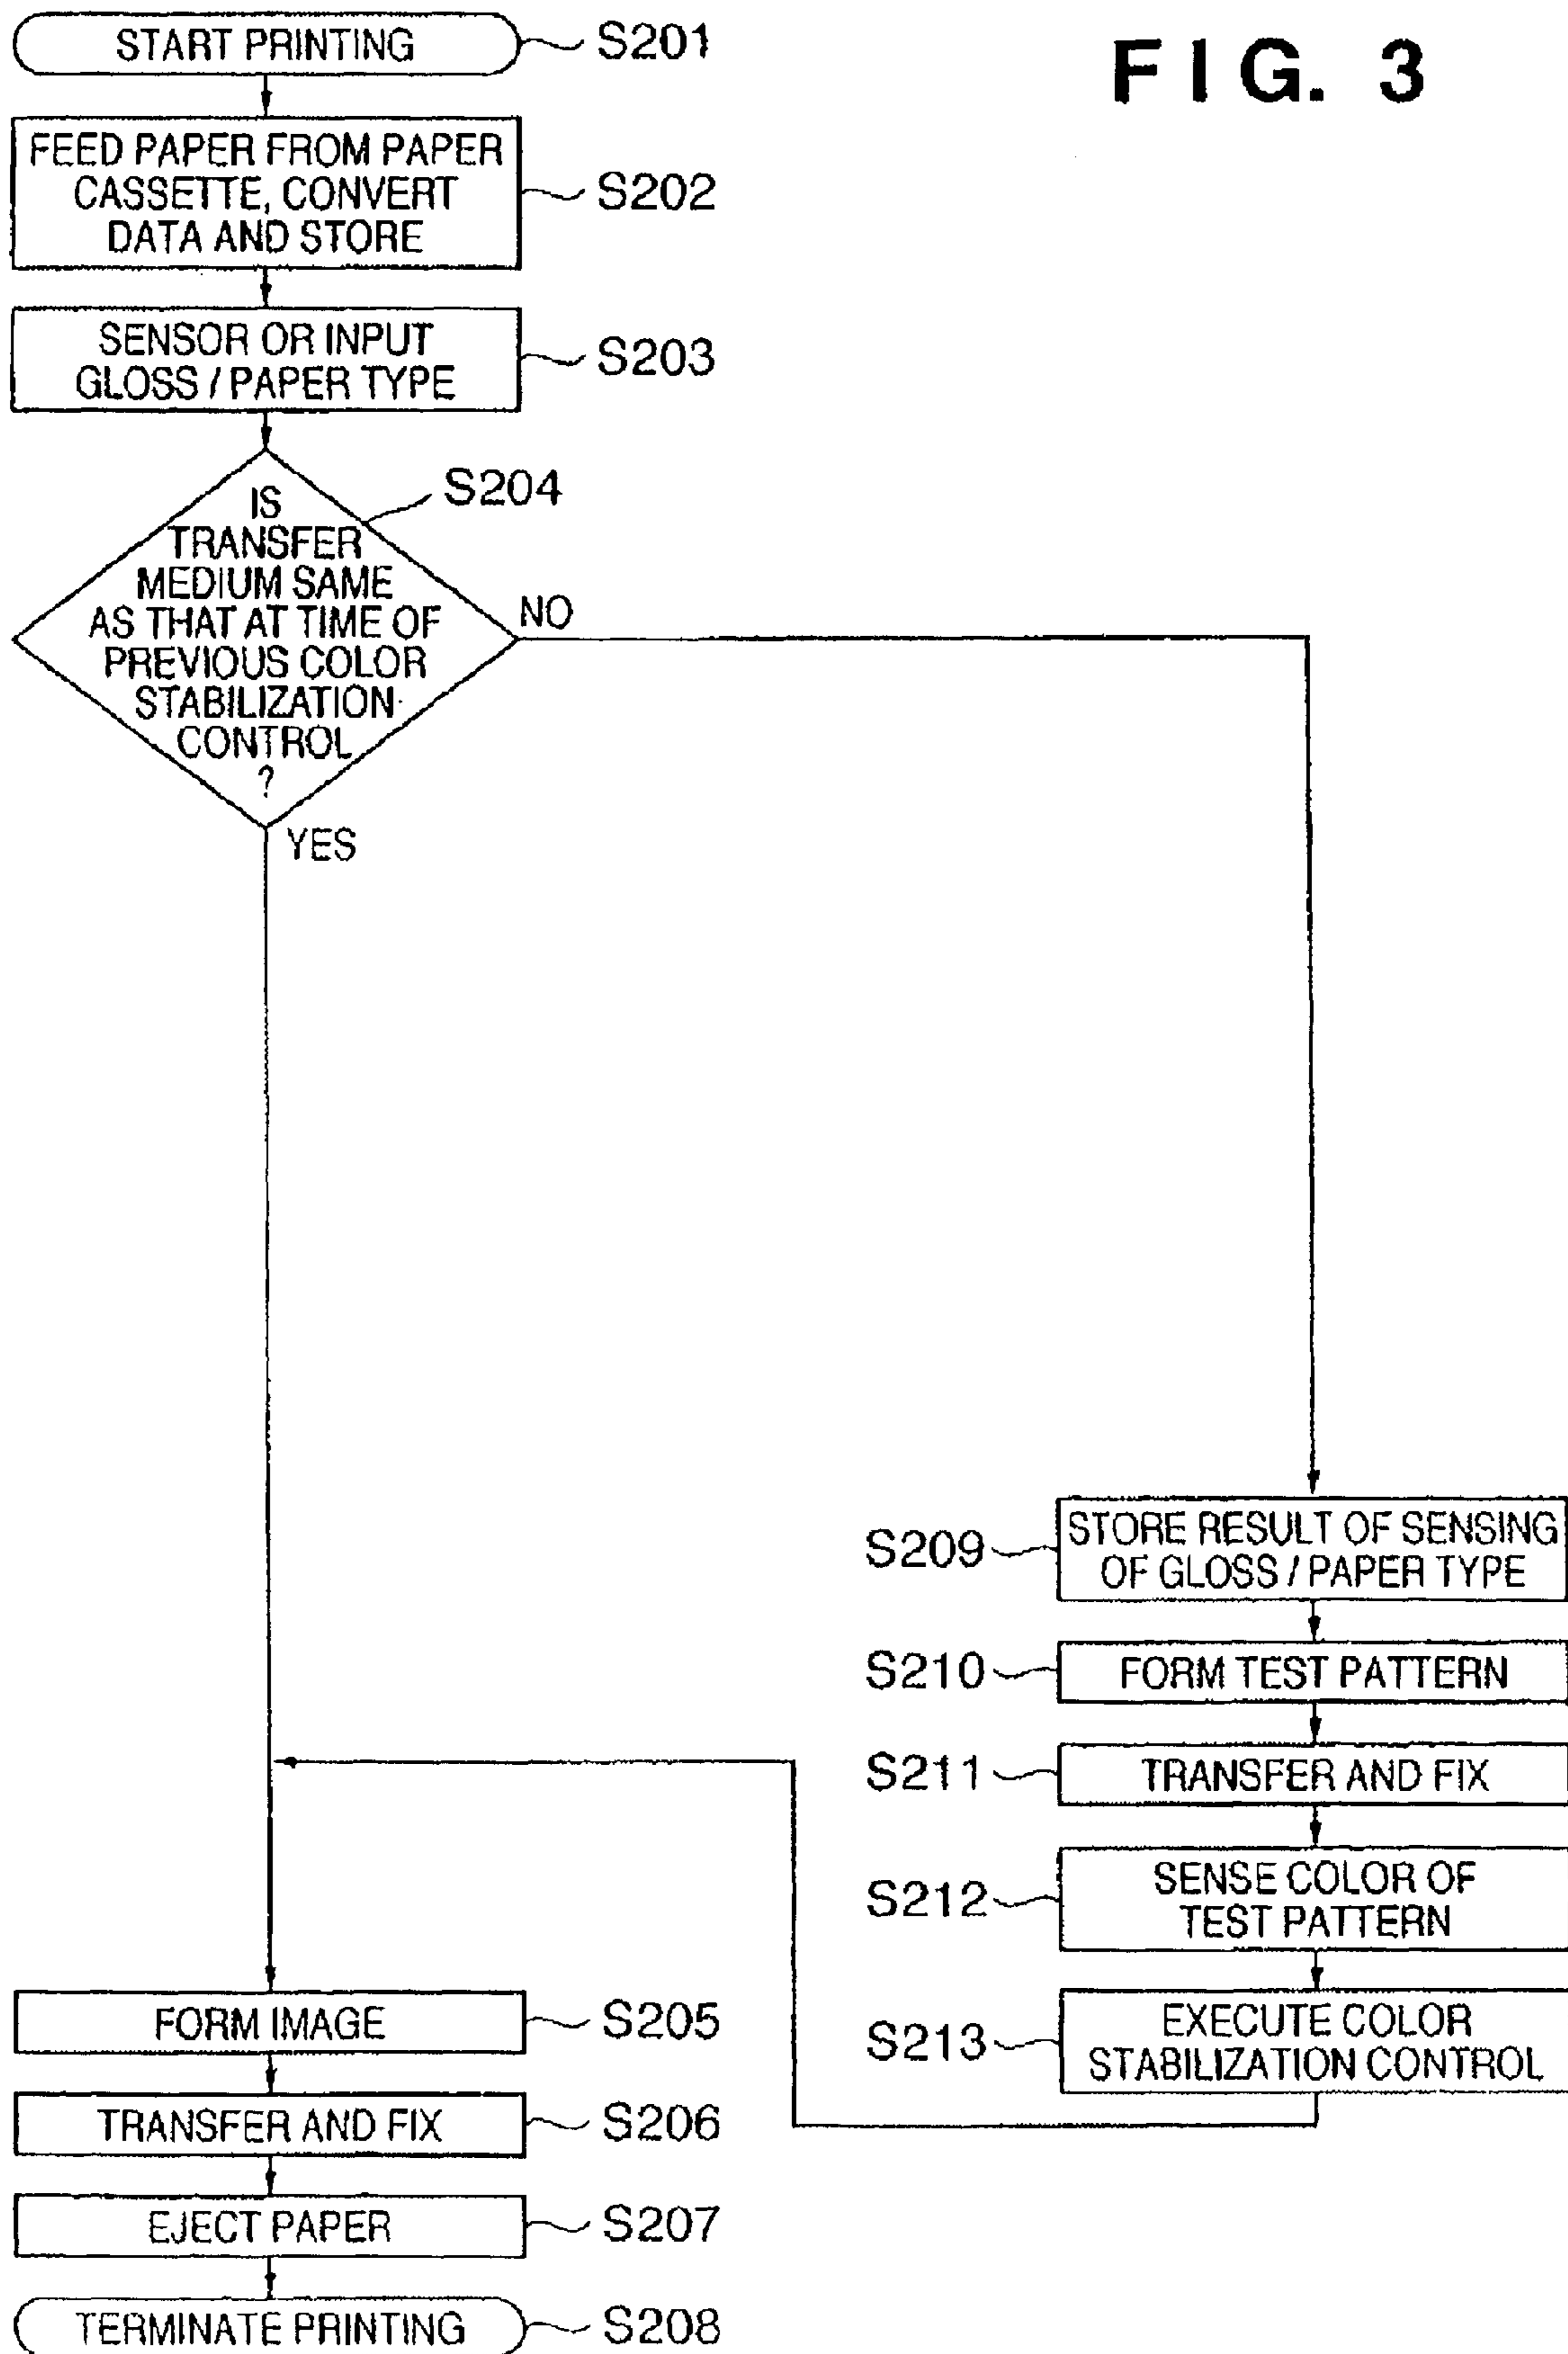 FIG. 3
START PRINTING
S201
FEED PAPER FROM PAPER
CASSETTE, CONVERT
DATA AND STORE
S202
SENSOR OR INPUT
GLOSS / PAPER TYPE
S203
IS
TRANSFER
MEDIUM SAME
AS THAT AT TIME OF
PREVIOUS COLOR
STABILIZATION
CONTROL
?
S204
NO
YES
STORE RESULT OF SENSING
OF GLOSS / PAPER TYPE
S209
FORM TEST PATTERN
S210
TRANSFER AND FIX
S211
SENSE COLOR OF
TEST PATTERN
S212
EXECUTE COLOR
STABILIZATION CONTROL
S213
FORM IMAGE
S205
TRANSFER AND FIX
S206
EJECT PAPER
S207
TERMINATE PRINTING
S208